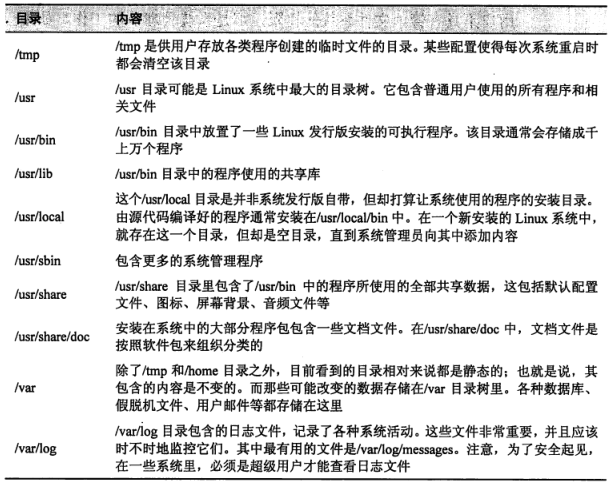 目录 内容
/tmp /tmp 是供用户存放各类程序创建的临时文件的目录。某些配置使得每次系统重启时
都会清空该目录
/usr /usr 目录可能是 Linux 系统中最大的目录树。它包含普通用户使用的所有程序和相
关文件
/usr/bin /usr/bin 目录中放置了一些 Linux 发行版安装的可执行程序。该目录通常会存储成千
上万个程序
/usr/lib /usr/bin 目录中的程序使用的共享库
/usr/local 这个/usr/local 目录是并非系统发行版自带，但却打算让系统使用的程序的安装目录。
由源代码编译好的程序通常安装在/usr/local/bin 中。在一个新安装的 Linux 系统中，
就存在这一个目录，但却是空目录，直到系统管理员向其中添加内容
/usr/sbin 包含更多的系统管理程序
/usr/share /usr/share 目录里包含了/usr/bin 中的程序所使用的全部共享数据，这包括默认配置
文件、图标、屏幕背景、音频文件等
/usr/share/doc 安装在系统中的大部分程序包包含一些文档文件。在/usr/share/doc 中，文档文件是
按照软件包来组织分类的
/var 除了/tmp 和/home 目录之外，目前看到的目录相对来说都是静态的；也就是说，其
包含的内容是不变的。而那些可能改变的数据存储在/var 目录树里。各种数据库、
假脱机文件、用户邮件等都存储在这里
/var/log /var/log 目录包含的日志文件，记录了各种系统活动。这些文件非常重要，并且应该
时不时地监控它们。其中最有用的文件是/var/log/messages。注意，为了安全起见，
在一些系统里，必须是超级用户才能查看日志文件